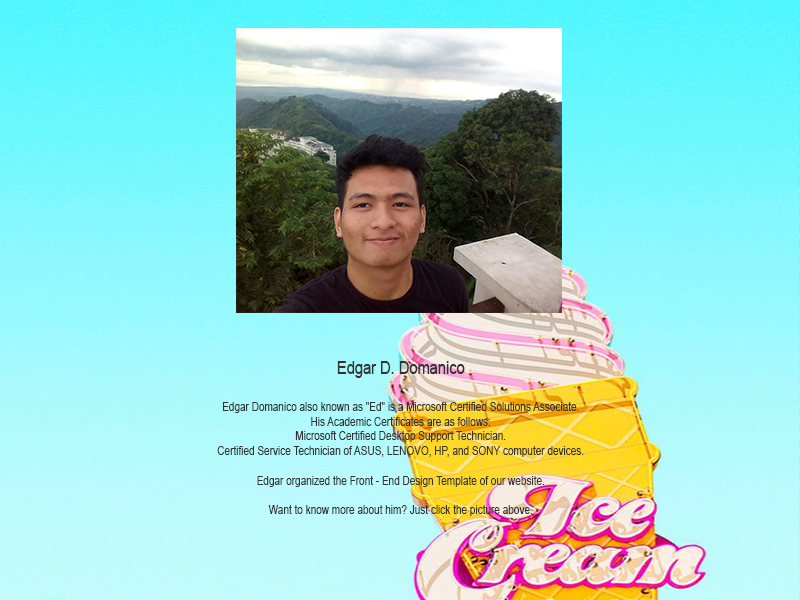 Edgar D. Domanico
Edgar Domanico also known as "Ed" is a Microsoft Certified Solutions Associate.
His Academic Certificates are as follows:
Microsoft Certified Desktop Support Technician.
Certified Service Technician of ASUS, LENOVO, HP, and SONY computer devices.
Edgar organized the Front - End Design Template of our website.
Want to know more about him? Just click the picture above.
Ice
Cream